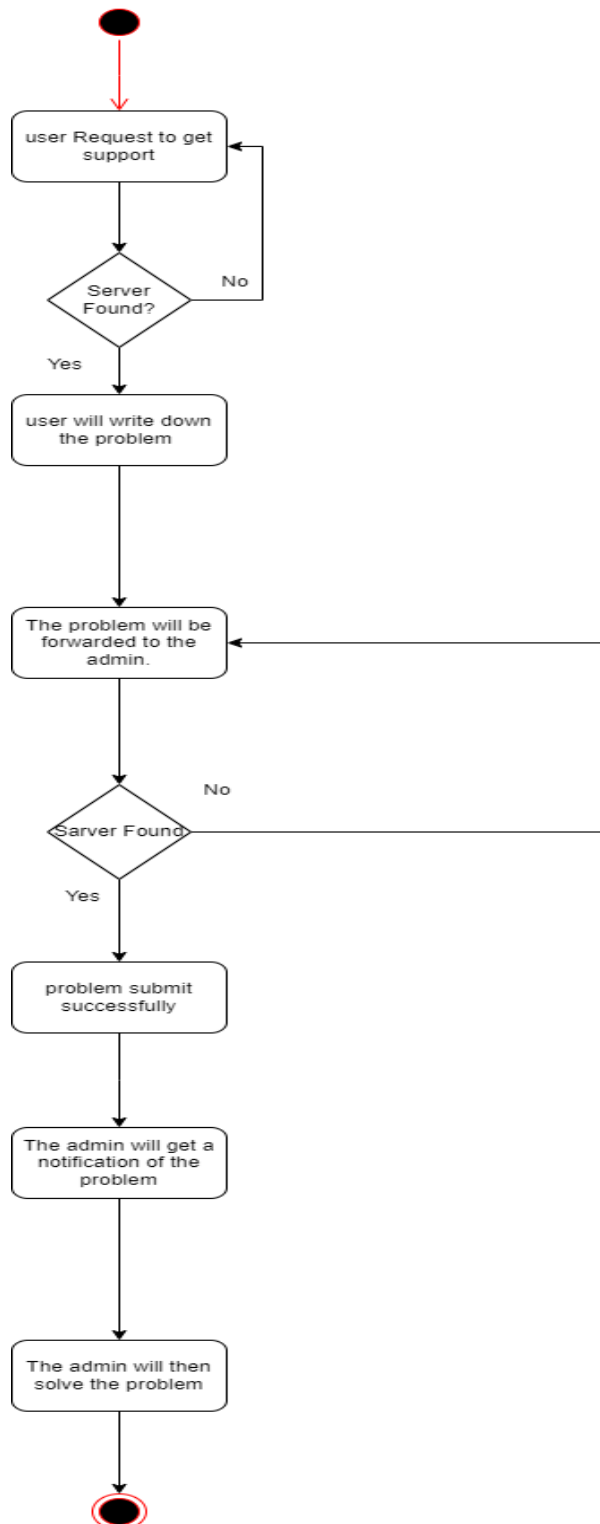 user Request to get
support
Server
Found?
No
Yes
user will write down
the problem
The problem will be
forwarded to the
admin.
No
Sarver Found
Yes
problem submit
successfully
The admin will get a
notification of the
problem
The admin will then
solve the problem